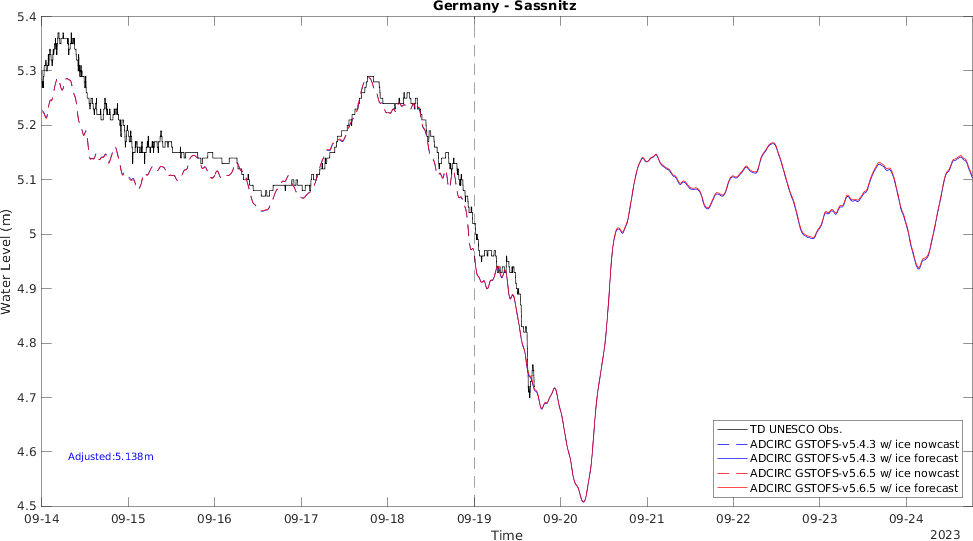 Germany - Sassnitz
Water Level (m)
5.4
5.3
5.2
5.1
5
4.9
4.8
4.7
4.6
4.5
Adjusted:5.138m
TD UNESCO Obs.
ADCIRC GSTOFS-v5.4.3 w/ ice nowcast
ADCIRC GSTOFS-v5.4.3 w/ ice forecast
ADCIRC GSTOFS-v5.6.5 w/ ice nowcast
ADCIRC GSTOFS-v5.6.5 w/ ice forecast
09-14 09-15 09-16 09-17 09-18 09-19 09-20 09-21 09-22 09-23 09-24
Time
2023